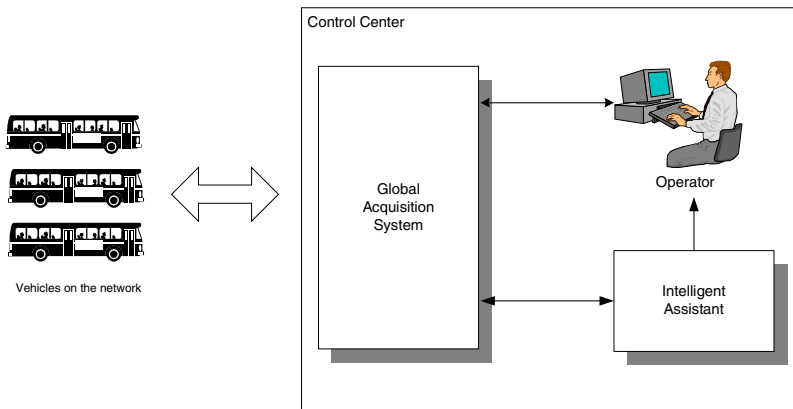 Control Center
Global
Acquisition
System
Operator
Vehicles on the network
Intelligent
Assistant